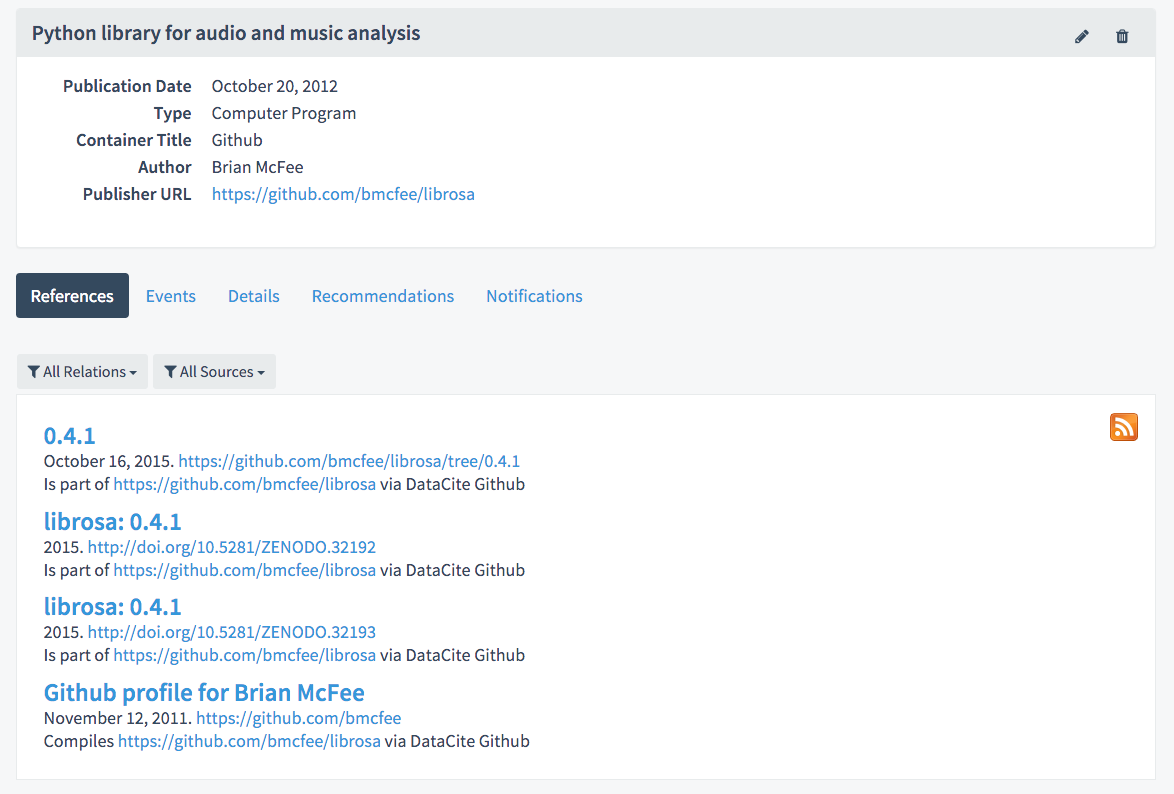 Python library for audio and music analysis
Publication Date October 20, 2012
Type Computer Program
Container Title Github
Author Brian McFee
Publisher URL https://github.com/bmcfee/librosa
References Events Details Recommendations Notifications
All Relations All Sources
0.4.1
October 16, 2015. https://github.com/bmcfee/librosa/tree/0.4.1
Is part of https://github.com/bmcfee/librosa via DataCite Github
librosa: 0.4.1
2015. http://doi.org/10.5281/ZENODO.32192
Is part of https://github.com/bmcfee/librosa via DataCite Github
librosa: 0.4.1
2015. http://doi.org/10.5281/ZENODO.32193
Is part of https://github.com/bmcfee/librosa via DataCite Github
Github profile for Brian McFee
November 12, 2011. https://github.com/bmcfee
Compiles https://github.com/bmcfee/librosa via DataCite Github